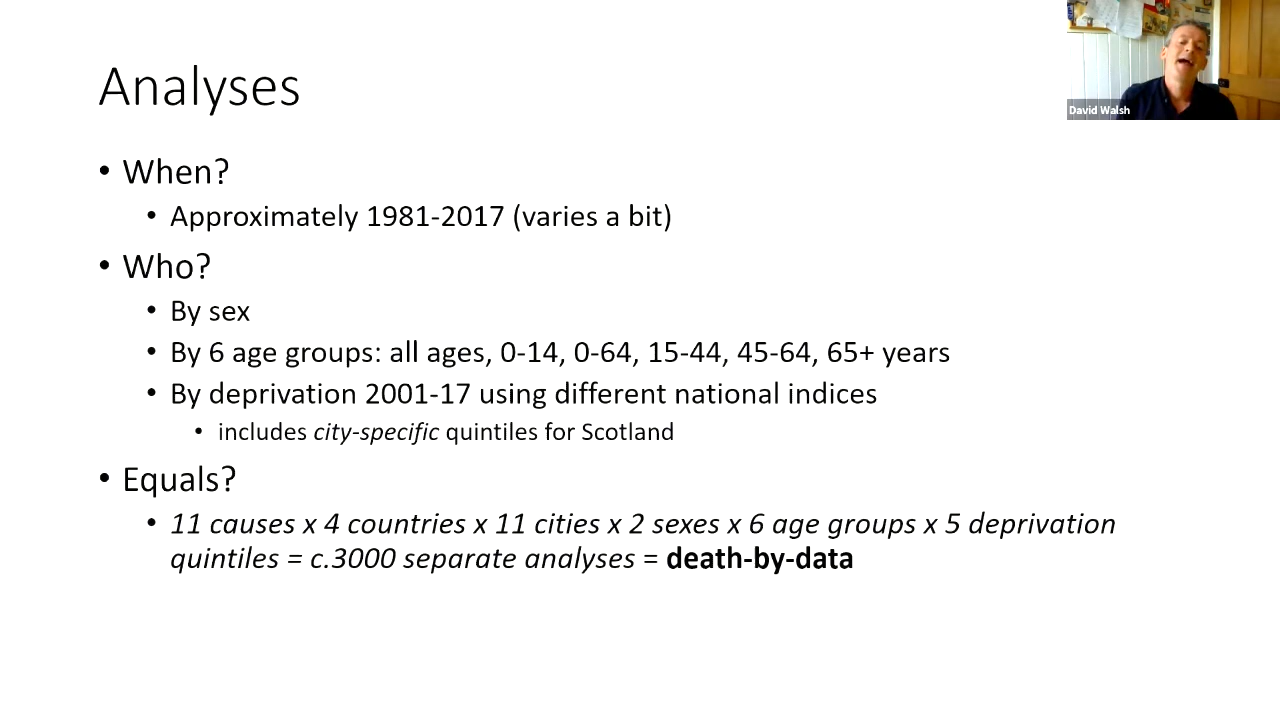 Analyses
David Walsh
• When?
• Approximately 1981-2017 (varies a bit)
• Who?
• By sex
• By 6 age groups: all ages, 0-14, 0-64, 15-44, 45-64, 65+ years
• By deprivation 2001-17 using different national indices
• includes city-specific quintiles for Scotland
• Equals?
• 11 causes x 4 countries x 11 cities x 2 sexes x 6 age groups x 5 deprivation
quintiles = c.3000 separate analyses = death-by-data